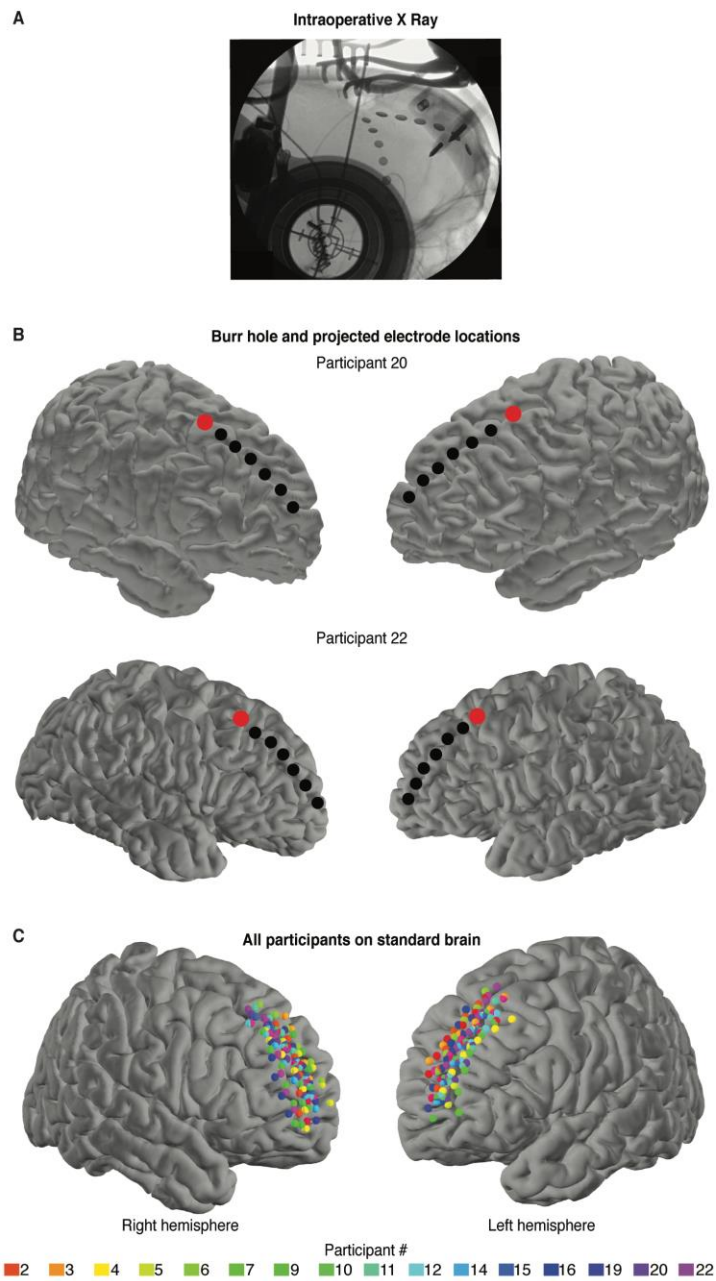 A
Intraoperative X Ray
B
Burr hole and projected electrode locations
Participant 20
Participant 22
C
All participants on standard brain
Right hemisphere Left hemisphere
Participant #
2 3 4 5 6 7 9 10 11 12 14 15 16 19 20 22